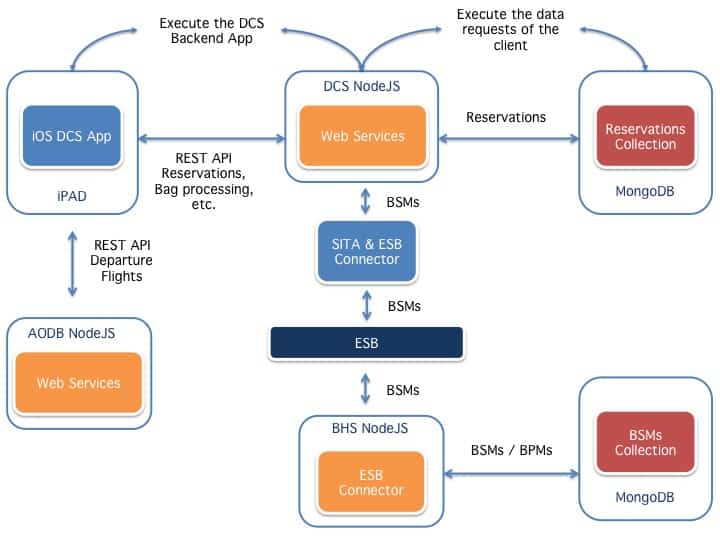 Execute the DCS
Backend App
Execute the data
requests of the
client
DCS NodeJS
iOS DCS App
Web Services
Reservations
Reservations
Collection
iPAD
REST API
Reservations,
Bag processing,
etc.
MongoDB
BSMs
REST API
Departure
Flights
SITA & ESB
Connector
BSMs
AODB NodeJS
ESB
Web Services
BSMs
BHS NodeJS
BSMs
Collection
BSMs / BPMs
ESB
Connector
MongoDB